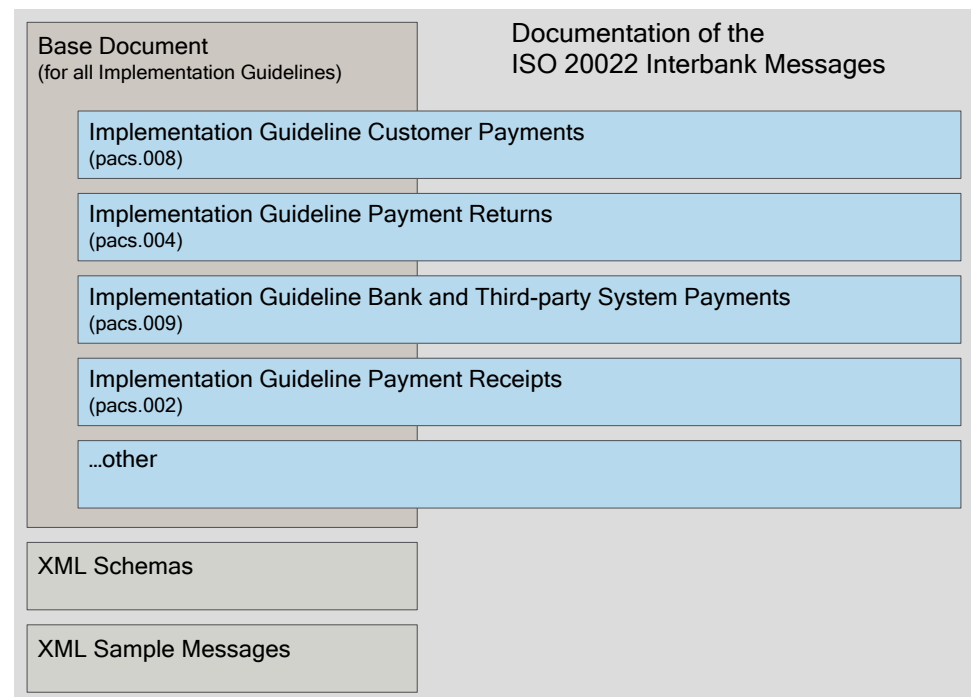 Documentation of the
ISO 20022 Interbank Messages
Base Document
(for all Implementation Guidelines)
Implementation Guideline Customer Payments
(pacs.008)
Implementation Guideline Payment Returns
(pacs.004)
Implementation Guideline Bank and Third-party System Payments
(pacs.009)
Implementation Guideline Payment Receipts
(pacs.002)
…other
XML Schemas
XML Sample Messages